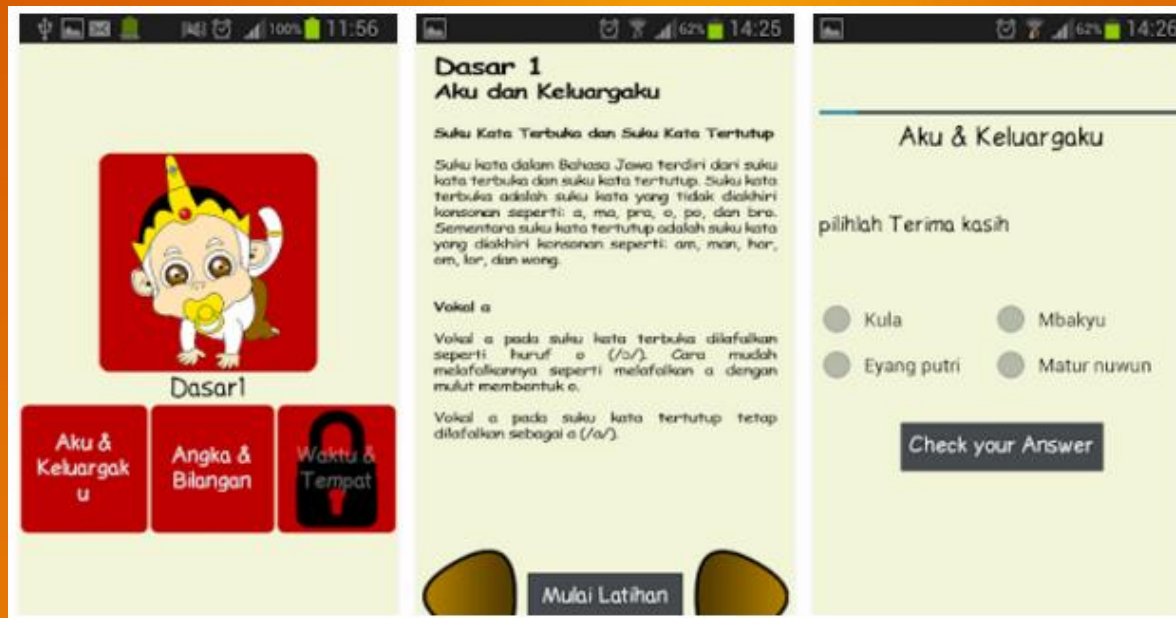 100% 11:56
Dasar1
Aku &
Keluargak
u
Angka &
Bilangan
Waktu &
Tempat
62% 14:25
Dasar 1
Aku dan Keluargaku
Suku Kata Terbuka dan Suku Kata Tertutup
Suku kata dalam Bahasa Jawa terdiri dari suku
kata terbuka dan suku kata tertutup. Suku kata
terbuka adalah suku kata yang tidak diakhiri
konsonan seperti: a, ma, pra, o, po, dan bra.
Sementara suku kata tertutup adalah suku kata
yang diakhiri konsonan seperti: am, man, har,
om, lor, dan wong.
Vokal a
Vokal a pada suku kata terbuka dilafalkan
seperti huruf o (/ɔ/). Cara mudah
melafalkannya seperti melafalkan a dengan
mulut membentuk o.
Vokal a pada suku kata tertutup tetap
dilafalkan sebagai a (/a/).
Mulai Latihan
62% 14:26
Aku & Keluargaku
pilihlah Terima kasih
Kula
Mbakyu
Eyang putri
Matur nuwun
Check your Answer